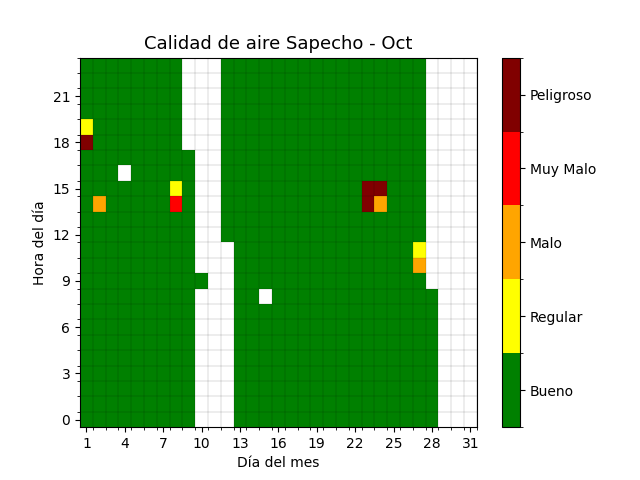 Calidad de aire Sapecho - Oct
Hora del día
21
18
15
12
9
6
3
0
1 4 7 10 13 16 19 22 25 28 31
Día del mes
Peligroso
Muy Malo
Malo
Regular
Bueno